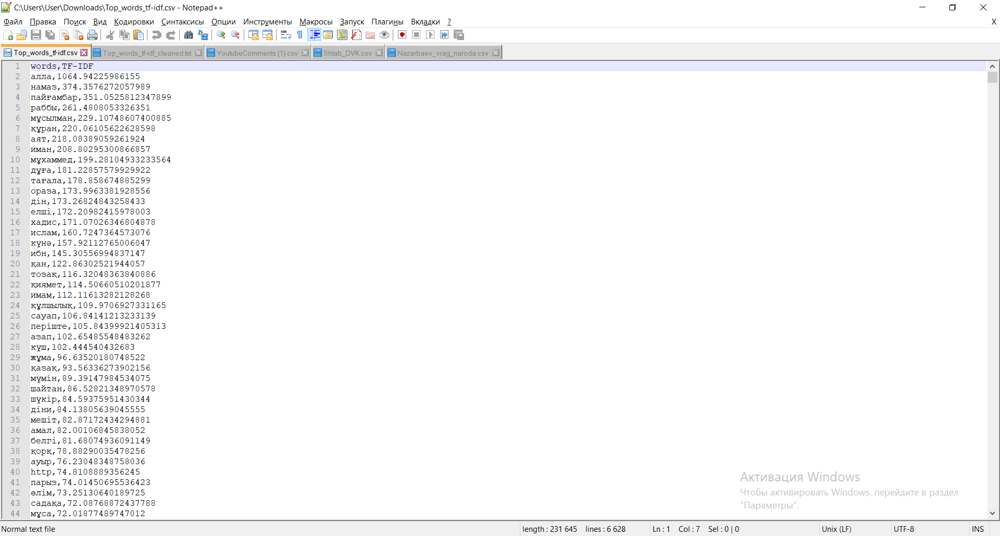 C:\Users\User\Downloads\Top_words_tf-idf.csv - Notepad++
Файл Правка Поиск Вид Кодировки Синтаксисы Опции Инструменты Макросы Запуск Плагины Вкладки ? X
Top_words_tf-idf.csv Top_words_tf-idf_cleaned.txt YoutubeComments (1).csv Shtab_DVK.csv Nazarbaev_vrag_naroda.csv
1 words,TF-IDF
2 алла,1064.94225986155
3 намаз,374.3576272057989
4 пайғамбар,351.0525812347899
5 раббы,261.4808053326351
6 мұсылман,229.10748607400885
7 құран,220.06105622628598
8 аят,218.08389059261924
9 иман,208.80295300866857
10 мұхаммед,199.28104933233564
11 дұға,181.22857579929922
12 тағала,178.858674885299
13 ораза,173.9963381928556
14 дін,173.26824843258433
15 елші,172.20982415978003
16 хадис,171.07026346804878
17 ислам,160.7247364573076
18 күнә,157.92112765006047
19 ибн,145.30556994837147
20 қан,122.86302521944057
21 тозақ,116.32048363840886
22 қиямет,114.50660510201877
23 имам,112.11613282128268
24 құлшылық,109.9706927331165
25 сауап,106.84141213233139
26 періште,105.84399921405313
27 азап,102.65485548483262
28 күш,102.444540432683
29 жұма,96.63520180748522
30 қазақ,93.56336273902156
31 мүмін,89.39147984534075
32 шайтан,86.52821348970578
33 шүкір,84.59375951430344
34 діни,84.13805639045555
35 мешіт,82.87172434294881
36 амал,82.00106845838052
37 белгі,81.68074936091149
38 қорқ,78.88290035478256
39 ауыр,76.23048348758036
40 http,74.8108889356245
41 парыз,74.01450695536423
42 өлім,73.25130640189725
43 садақа,72.08768872437788
44 мұса,72.01877489747012
Активация Windows
Чтобы активировать Windows, перейдите в раздел
"Параметры".
Normal text file length : 231 645 lines : 6 628 Ln : 1 Col : 7 Sel : 0 | 0 Unix (LF) UTF-8 INS